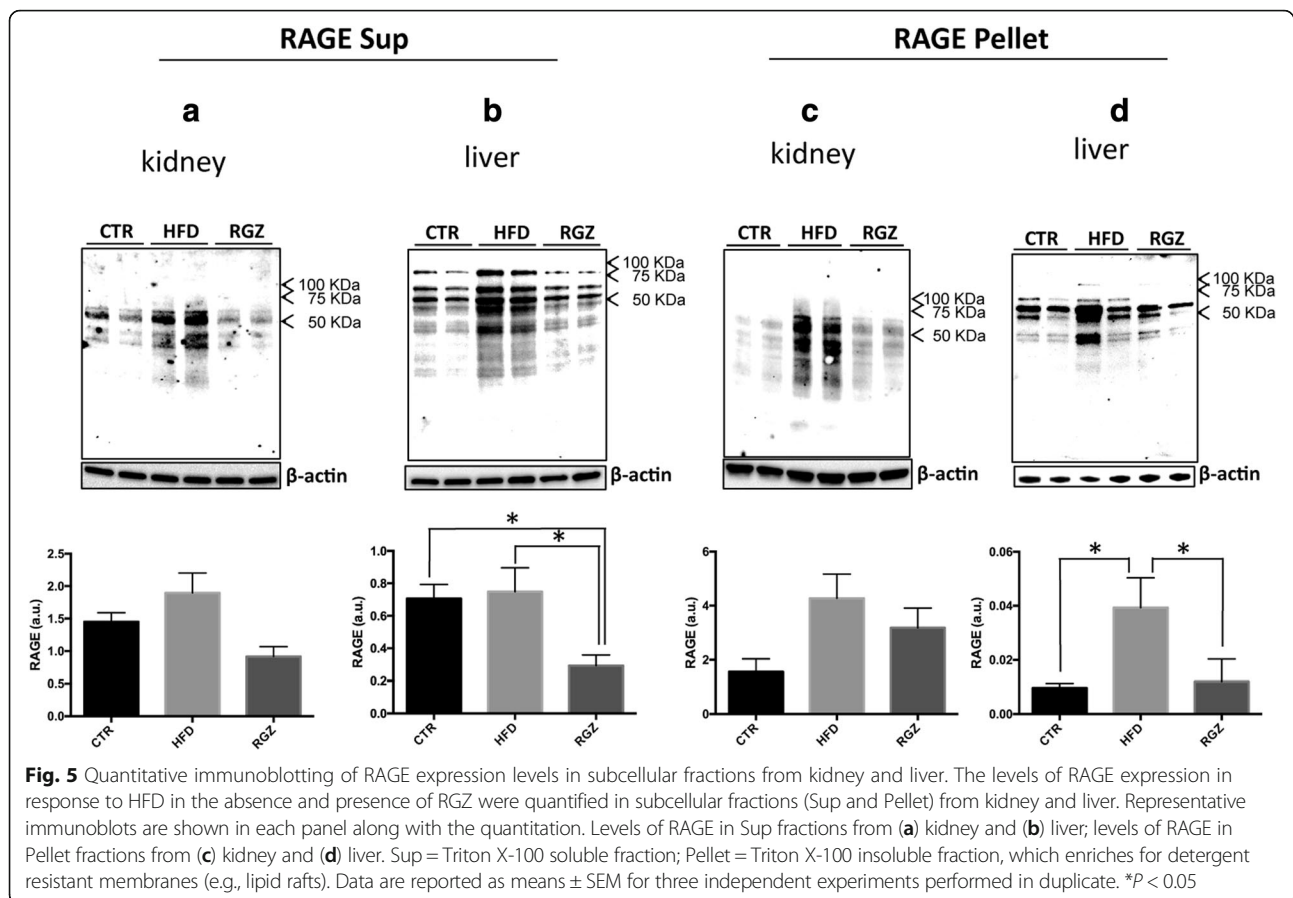 RAGE Sup
RAGE Pellet
a
b
c
d
kidney
liver
kidney
liver
CTR HFD RGZ
100 KDa
75 KDa
50 KDa
β-actin
CTR HFD RGZ
100 KDa
75 KDa
50 KDa
β-actin
CTR HFD RGZ
100 KDa
75 KDa
50 KDa
β-actin
CTR HFD RGZ
100 KDa
75 KDa
50 KDa
β-actin
RAGE (a.u.)
2.5
2.0
1.5
1.0
0.5
0.0
CTR HFD RGZ
RAGE (a.u.)
1.0
0.8
0.6
0.4
0.2
0.0
* *
CTR HFD RGZ
RAGE (a.u.)
6
4
2
0
CTR HFD RGZ
RAGE (a.u.)
0.06
0.04
0.02
0.00
* *
CTR HFD RGZ
Fig. 5 Quantitative immunoblotting of RAGE expression levels in subcellular fractions from kidney and liver. The levels of RAGE expression in
response to HFD in the absence and presence of RGZ were quantified in subcellular fractions (Sup and Pellet) from kidney and liver. Representative
immunoblots are shown in each panel along with the quantitation. Levels of RAGE in Sup fractions from (a) kidney and (b) liver; levels of RAGE in
Pellet fractions from (c) kidney and (d) liver. Sup = Triton X-100 soluble fraction; Pellet = Triton X-100 insoluble fraction, which enriches for detergent
resistant membranes (e.g., lipid rafts). Data are reported as means ± SEM for three independent experiments performed in duplicate. *P < 0.05